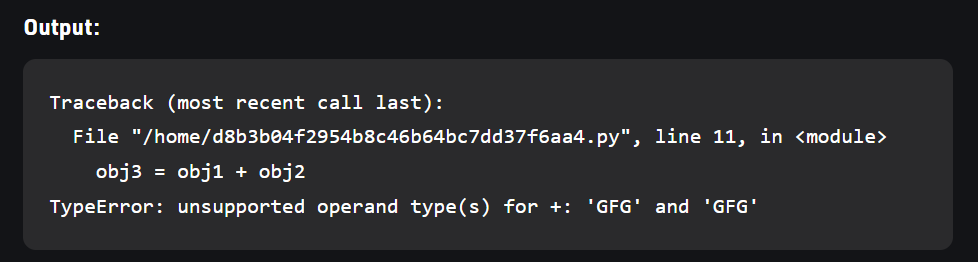 Output:
Traceback (most recent call last):
  File "/home/d8b3b04f2954b8c46b64bc7dd37f6aa4.py", line 11, in <module>
    obj3 = obj1 + obj2
TypeError: unsupported operand type(s) for +: 'GFG' and 'GFG'